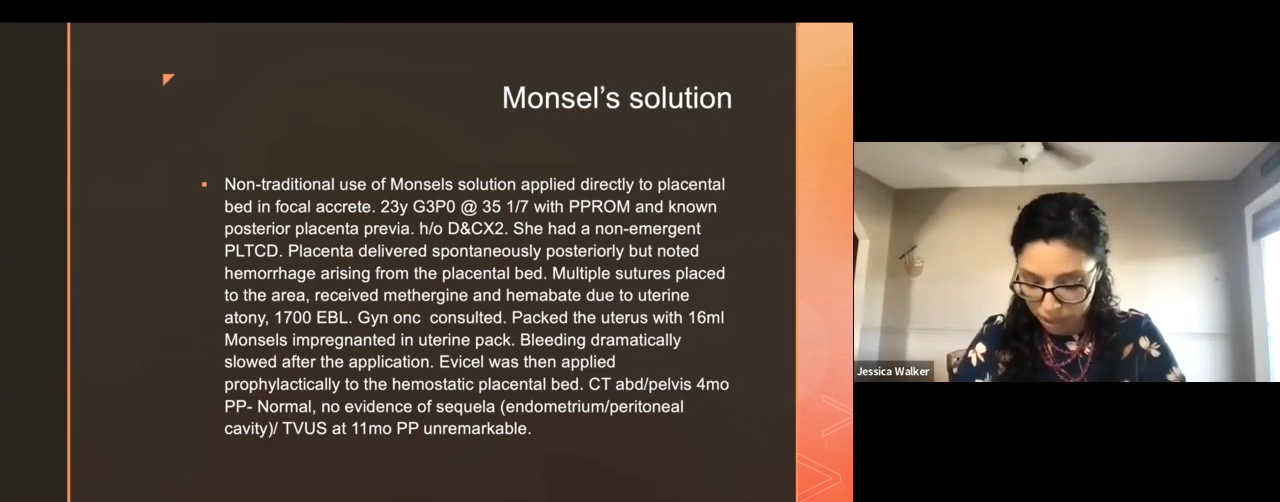 Monsel’s solution
Non-traditional use of Monsels solution applied directly to placental
bed in focal accrete. 23y G3P0 @ 35 1/7 with PPROM and known
posterior placenta previa. h/o D&CX2. She had a non-emergent
PLTCD. Placenta delivered spontaneously posteriorly but noted
hemorrhage arising from the placental bed. Multiple sutures placed
to the area, received methergine and hemabate due to uterine
atony, 1700 EBL. Gyn onc consulted. Packed the uterus with 16ml
Monsels impregnanted in uterine pack. Bleeding dramatically
slowed after the application. Evicel was then applied
prophylactically to the hemostatic placental bed. CT abd/pelvis 4mo
PP- Normal, no evidence of sequela (endometrium/peritoneal
cavity)/ TVUS at 11mo PP unremarkable.
Jessica Walker